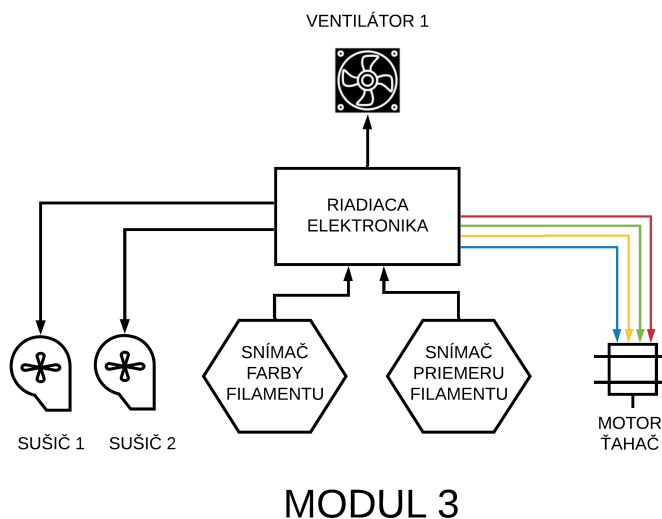 VENTILÁTOR 1
RIADIACA
ELEKTRONIKA
SNÍMAČ
FARBY
FILAMENTU
SNÍMAČ
PRIEMERU
FILAMENTU
SUŠIČ 1
SUŠIČ 2
MOTOR
ŤAHAČ
MODUL 3